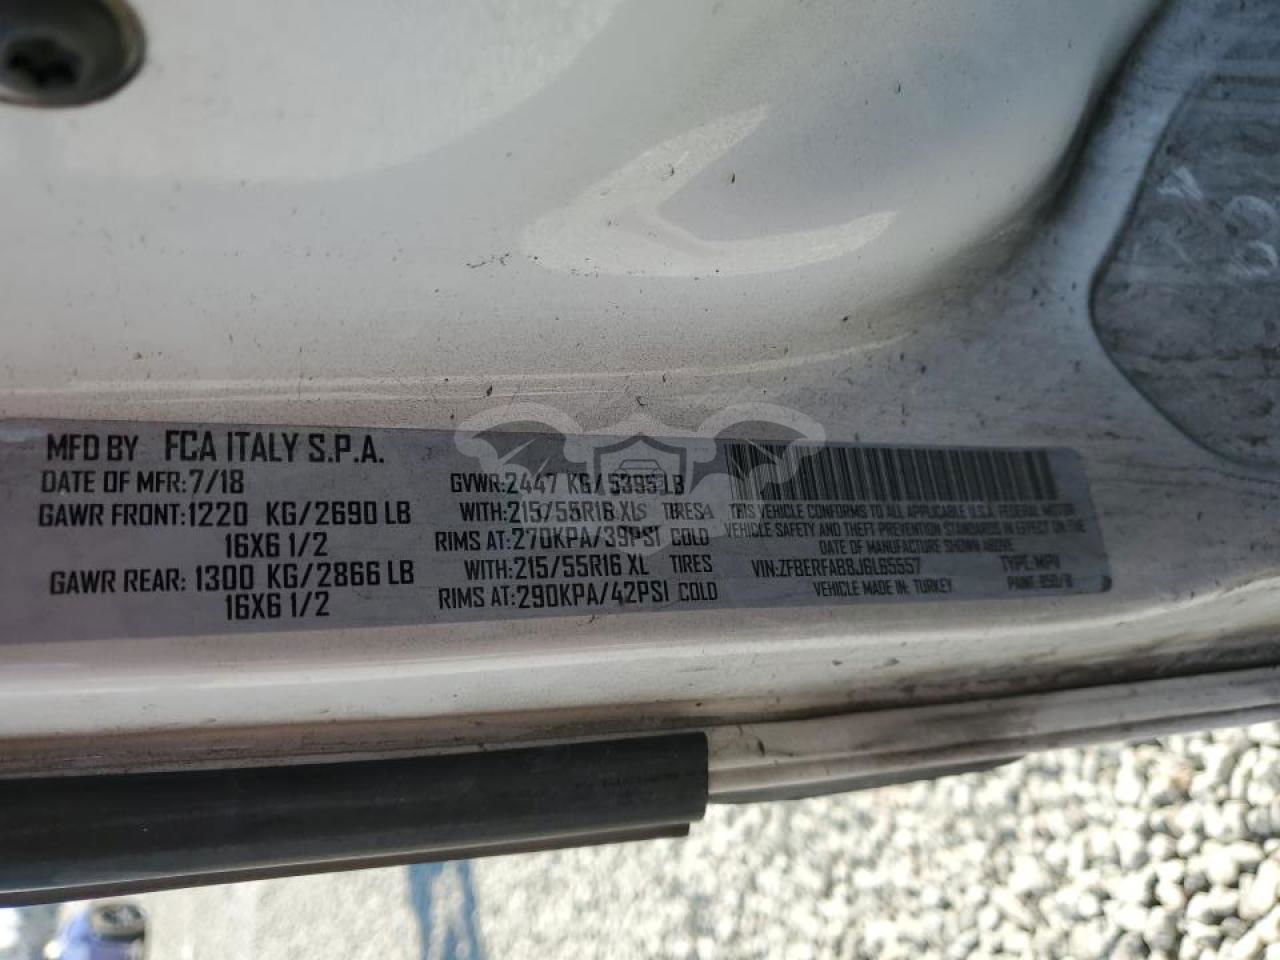 MFD BY FCA ITALY S.P.A.
DATE OF MFR: 7/18
GAWR FRONT: 1220 KG/2690 LB
16X6 1/2
GAWR REAR: 1300 KG/2866 LB
16X6 1/2
GVWR: 2447 KG/5395 LB
WITH: 215/55R16 XL TIRES
RIMS AT: 270KPA/39PSI COLD
WITH: 215/55R16 XL TIRES
RIMS AT: 290KPA/42PSI COLD
THIS VEHICLE CONFORMS TO ALL APPLICABLE U.S.A. FEDERAL MOTOR
VEHICLE SAFETY AND THEFT PREVENTION STANDARDS IN EFFECT ON THE
DATE OF MANUFACTURE SHOWN ABOVE.
VIN: ZFBERFAB8J6L65557 TYPE: MPV
VEHICLE MADE IN: TURKEY PAINT: